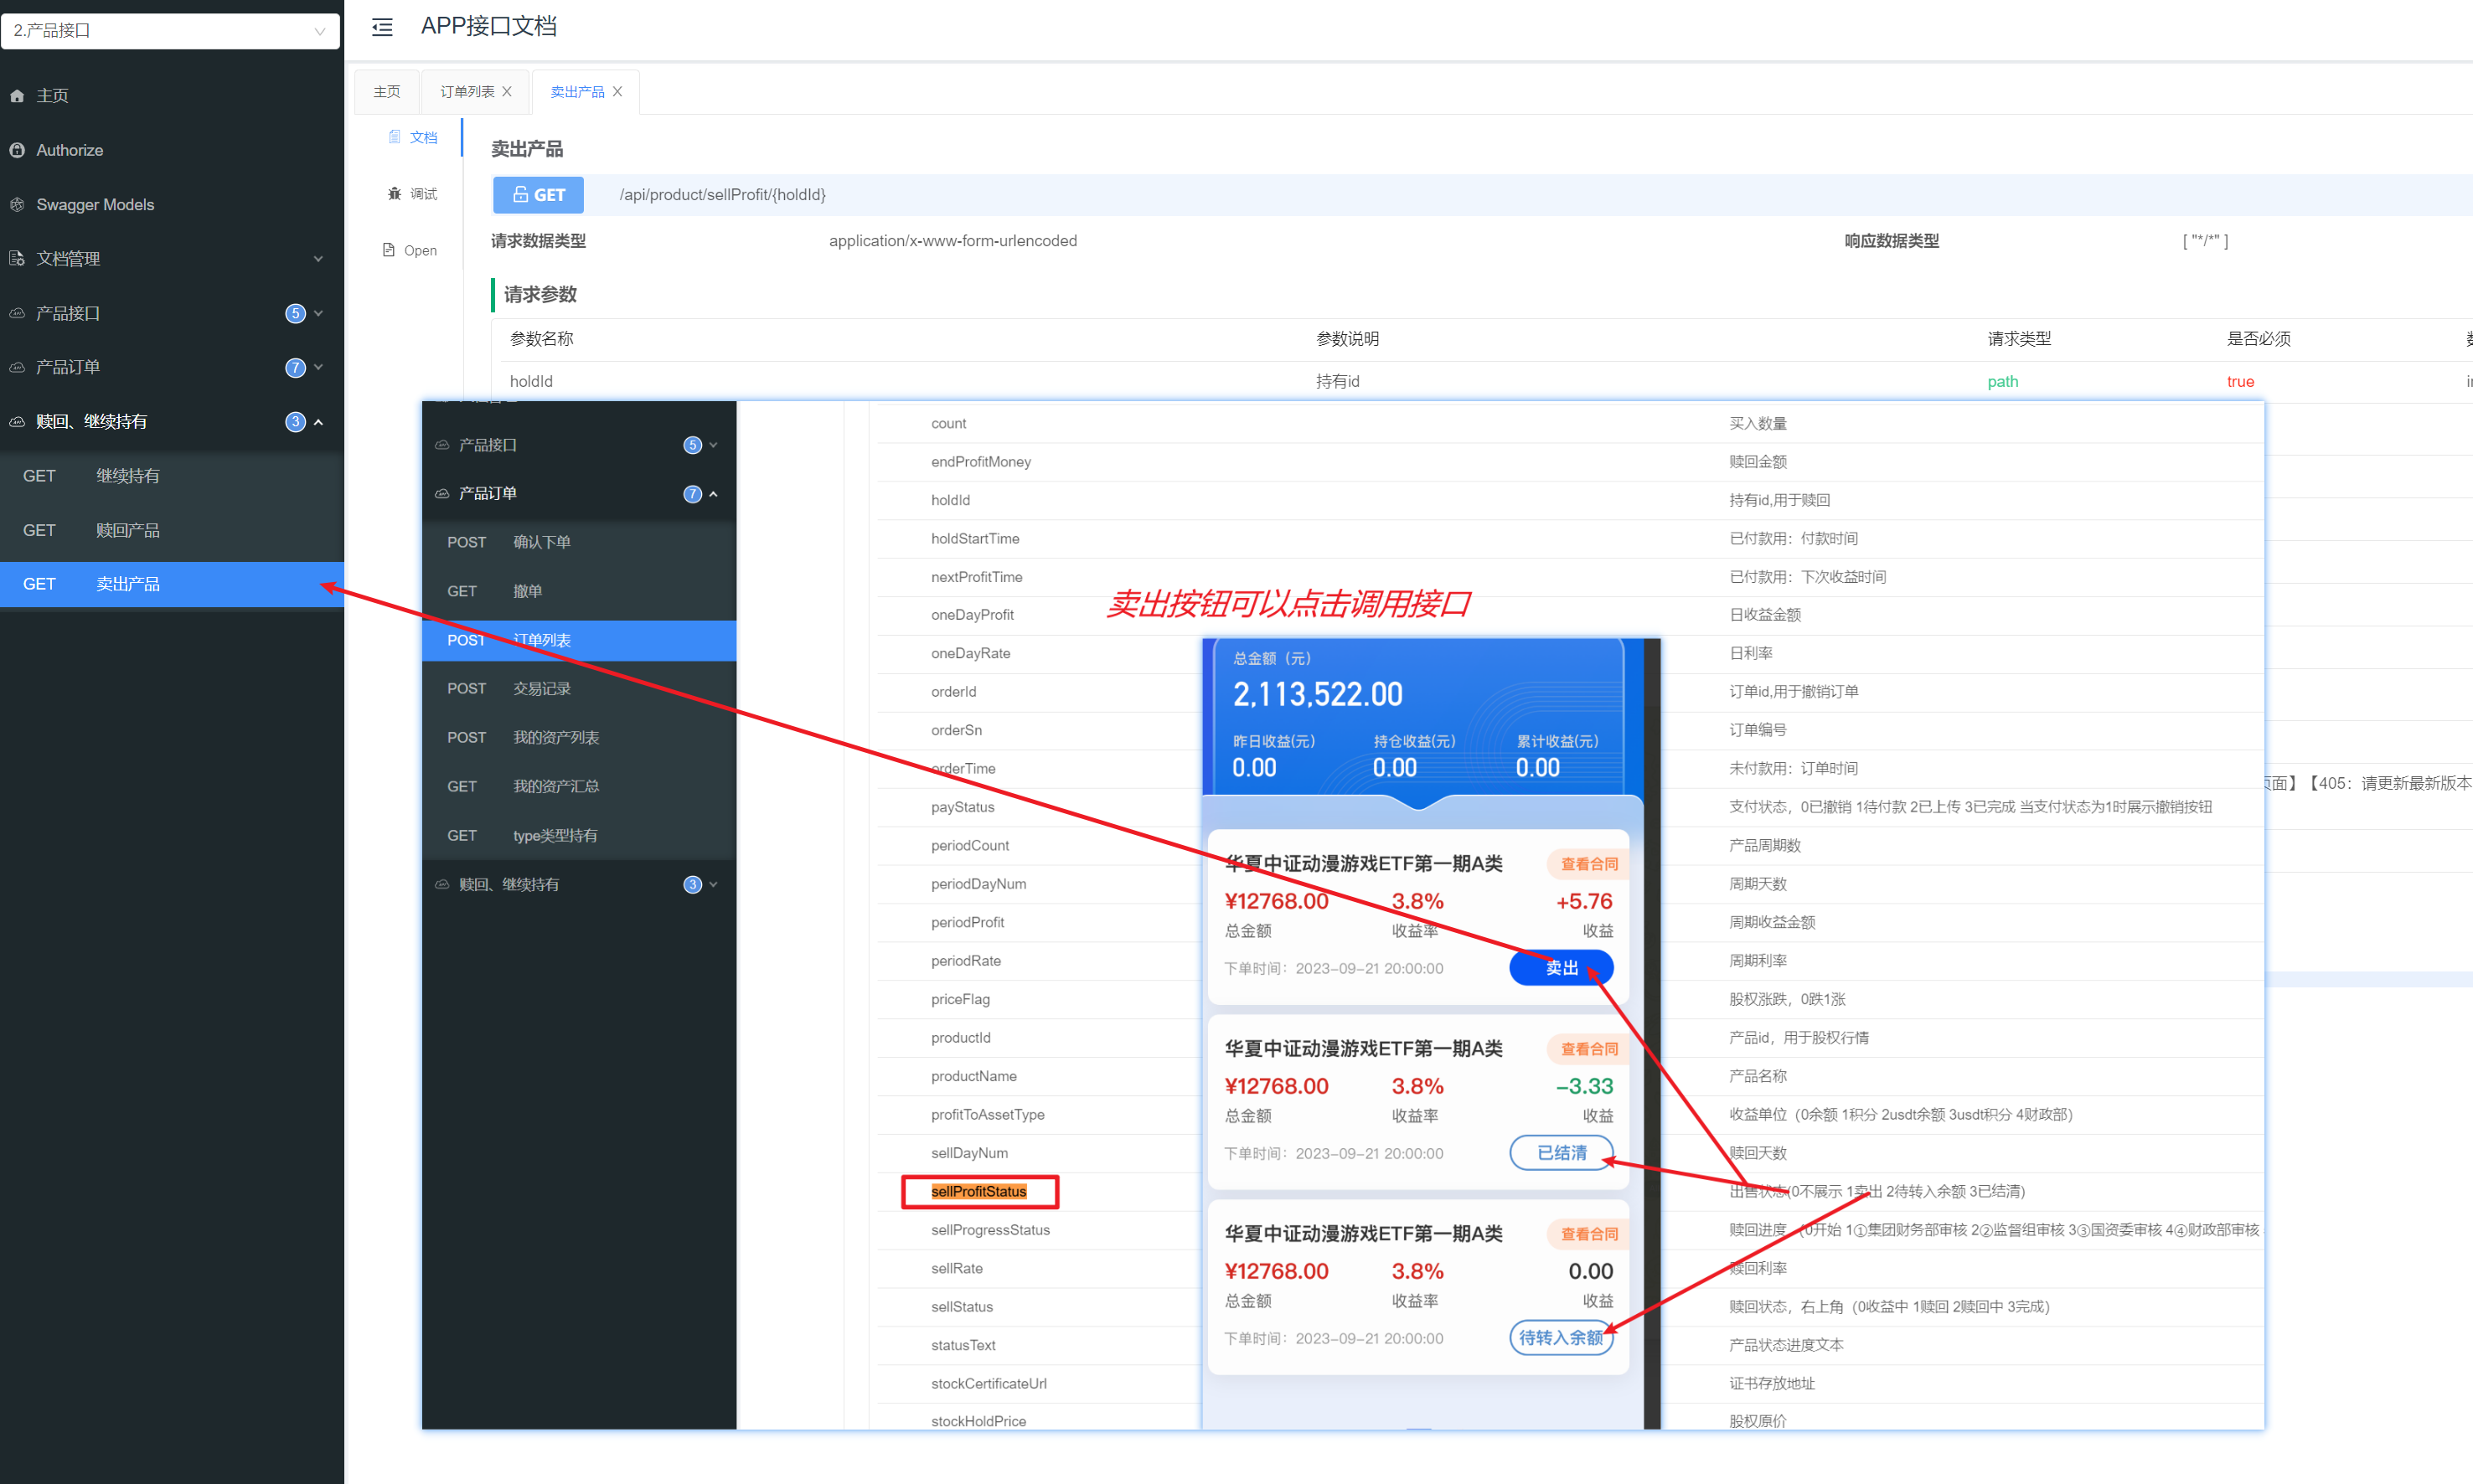 2.产品接口
APP接口文档
主页
订单列表
卖出产品
主页
Authorize
Swagger Models
文档管理
产品接口
5
产品订单
7
赎回、继续持有
3
GET 继续持有
GET 赎回产品
GET 卖出产品
文档
调试
Open
卖出产品
GET /api/product/sellProfit/{holdId}
请求数据类型 application/x-www-form-urlencoded 响应数据类型 [ "*/*" ]
请求参数
参数名称 参数说明 请求类型 是否必须
holdId 持有id path true
页面】【405：请更新最新版本
产品接口 5
产品订单 7
POST 确认下单
GET 撤单
POST 订单列表
POST 交易记录
POST 我的资产列表
GET 我的资产汇总
GET type类型持有
赎回、继续持有 3
count 买入数量
endProfitMoney 赎回金额
holdId 持有id,用于赎回
holdStartTime 已付款用：付款时间
nextProfitTime 已付款用：下次收益时间
oneDayProfit 日收益金额
oneDayRate 日利率
orderId 订单id,用于撤销订单
orderSn 订单编号
orderTime 未付款用：订单时间
payStatus 支付状态，0已撤销 1待付款 2已上传 3已完成 当支付状态为1时展示撤销按钮
periodCount 产品周期数
periodDayNum 周期天数
periodProfit 周期收益金额
periodRate 周期利率
priceFlag 股权涨跌，0跌1涨
productId 产品id，用于股权行情
productName 产品名称
profitToAssetType 收益单位（0余额 1积分 2usdt余额 3usdt积分 4财政部）
sellDayNum 赎回天数
sellProfitStatus 出售状态(0不展示 1卖出 2待转入余额 3已结清)
sellProgressStatus 赎回进度（0开始 1①集团财务部审核 2②监督组审核 3③国资委审核 4④财政部审核
sellRate 赎回利率
sellStatus 赎回状态，右上角（0收益中 1赎回 2赎回中 3完成）
statusText 产品状态进度文本
stockCertificateUrl 证书存放地址
stockHoldPrice 股权原价
卖出按钮可以点击调用接口
总金额（元）
2,113,522.00
昨日收益(元) 持仓收益(元) 累计收益(元)
0.00 0.00 0.00
华夏中证动漫游戏ETF第一期A类 查看合同
¥12768.00 3.8% +5.76
总金额 收益率 收益
下单时间：2023-09-21 20:00:00 卖出
华夏中证动漫游戏ETF第一期A类 查看合同
¥12768.00 3.8% -3.33
总金额 收益率 收益
下单时间：2023-09-21 20:00:00 已结清
华夏中证动漫游戏ETF第一期A类 查看合同
¥12768.00 3.8% 0.00
总金额 收益率 收益
下单时间：2023-09-21 20:00:00 待转入余额